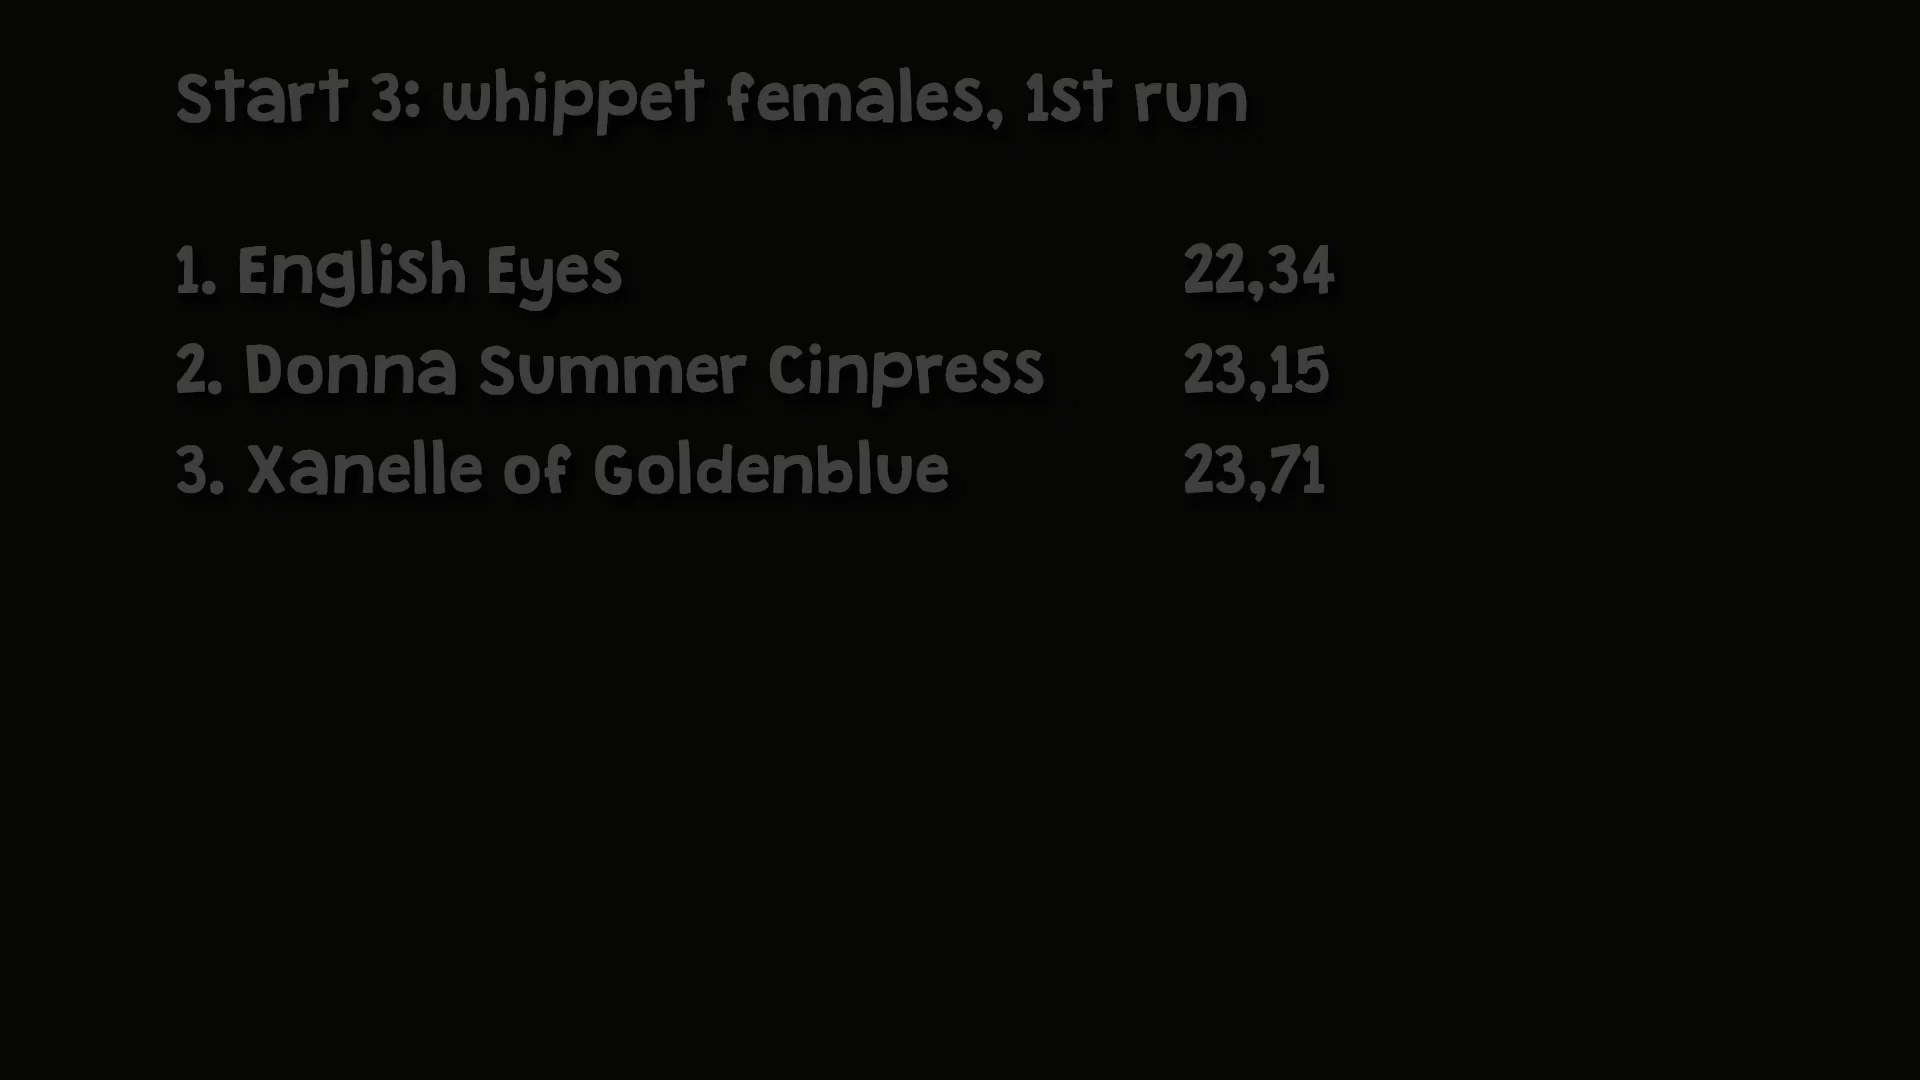 Start 3: whippet females, 1st run
1. English Eyes 22,34
2. Donna Summer Cinpress 23,15
3. Xanelle of Goldenblue 23,71